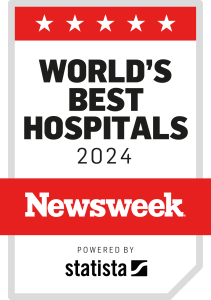 WORLD'S
BEST
HOSPITALS
2024
Newsweek
POWERED BY
statista